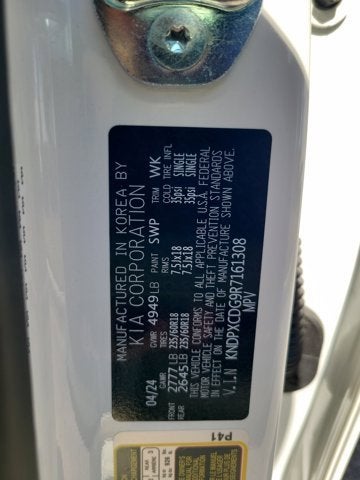 MANUFACTURED IN KOREA BY
KIA CORPORATION
04/24 GVWR 4949LB PAINT SWP WK
GAWR TIRES RIMS COLD TIRE INFL
FRONT 2777LB 235/60R18 7.5Jx18 35psi SINGLE
REAR 2645LB 235/60R18 7.5Jx18 35psi SINGLE
THIS VEHICLE CONFORMS TO ALL APPLICABLE U.S.A. FEDERAL
MOTOR VEHICLE SAFETY AND THEFT PREVENTION STANDARDS
IN EFFECT ON THE DATE OF MANUFACTURE SHOWN ABOVE.
V.I.N KNDPXCDG9R7161308
MPV
P41
REAR